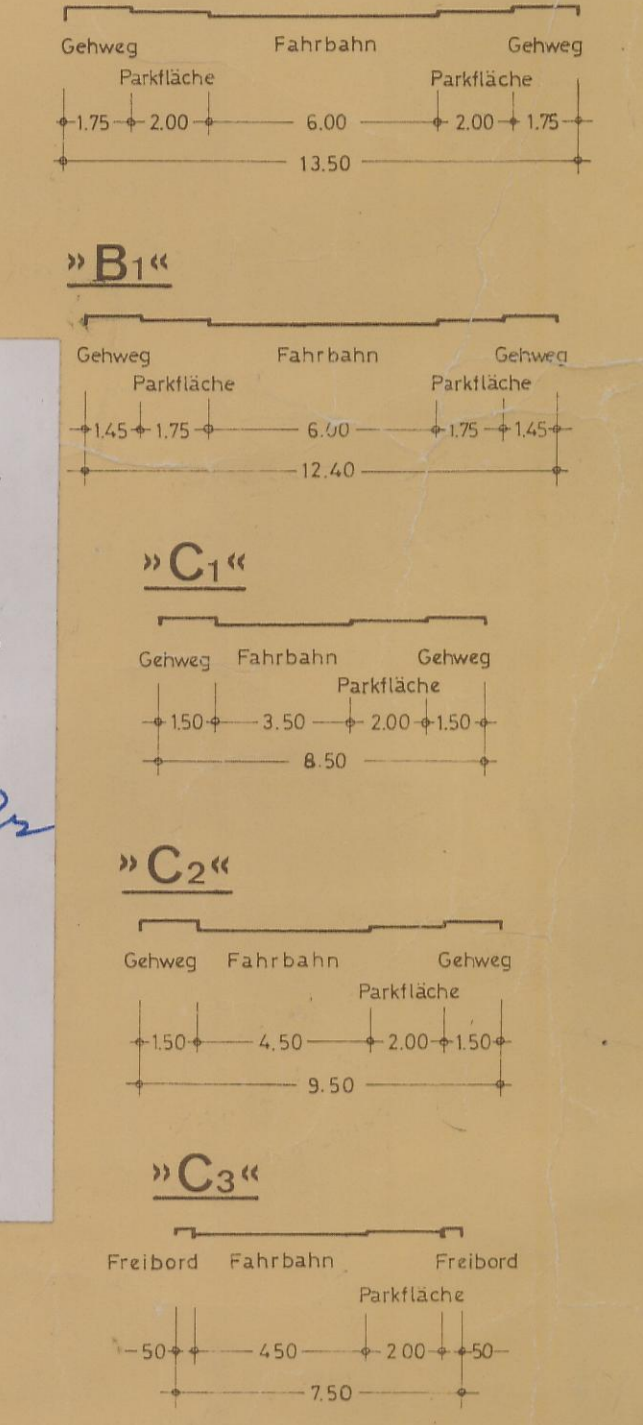 Gehweg Fahrbahn Gehweg
Parkfläche Parkfläche
1.75 2.00 6.00 2.00 1.75
13.50
»B1«
Gehweg Fahrbahn Gehweg
Parkfläche Parkfläche
1.45 1.75 6.00 1.75 1.45
12.40
»C1«
Gehweg Fahrbahn Gehweg
Parkfläche
1.50 3.50 2.00 1.50
8.50
»C2«
Gehweg Fahrbahn Gehweg
Parkfläche
1.50 4.50 2.00 1.50
9.50
»C3«
Freibord Fahrbahn Freibord
Parkfläche
50 450 200 50
7.50